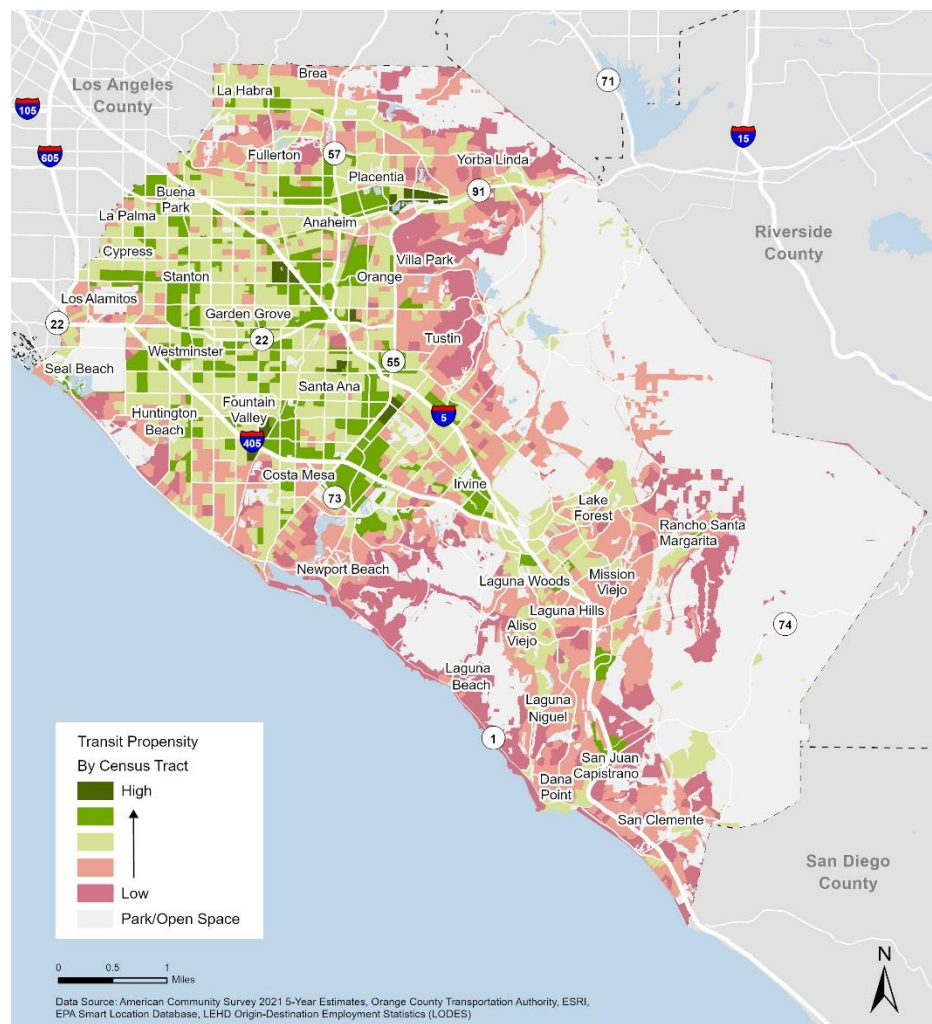 Brea
Los Angeles
County
La Habra
71
105
15
605
Fullerton
57
Yorba Linda
Placentia
91
Buena
Park
La Palma
Anaheim
Riverside
County
Cypress
Villa Park
Stanton
Orange
Los Alamitos
Garden Grove
22
22
Tustin
Westminster
55
Seal Beach
Santa Ana
Fountain
Valley
Huntington
Beach
5
405
Costa Mesa
Irvine
73
Lake
Forest
Rancho Santa
Margarita
Newport Beach
Laguna Woods
Mission
Viejo
Laguna Hills
Aliso
Viejo
74
Laguna
Beach
Laguna
Niguel
1
San Juan
Capistrano
Dana
Point
San Clemente
San Diego
County
Transit Propensity
By Census Tract
High
Low
Park/Open Space
N
0 0.5 1
Miles
Data Source: American Community Survey 2021 5-Year Estimates, Orange County Transportation Authority, ESRI,
EPA Smart Location Database, LEHD Origin-Destination Employment Statistics (LODES)